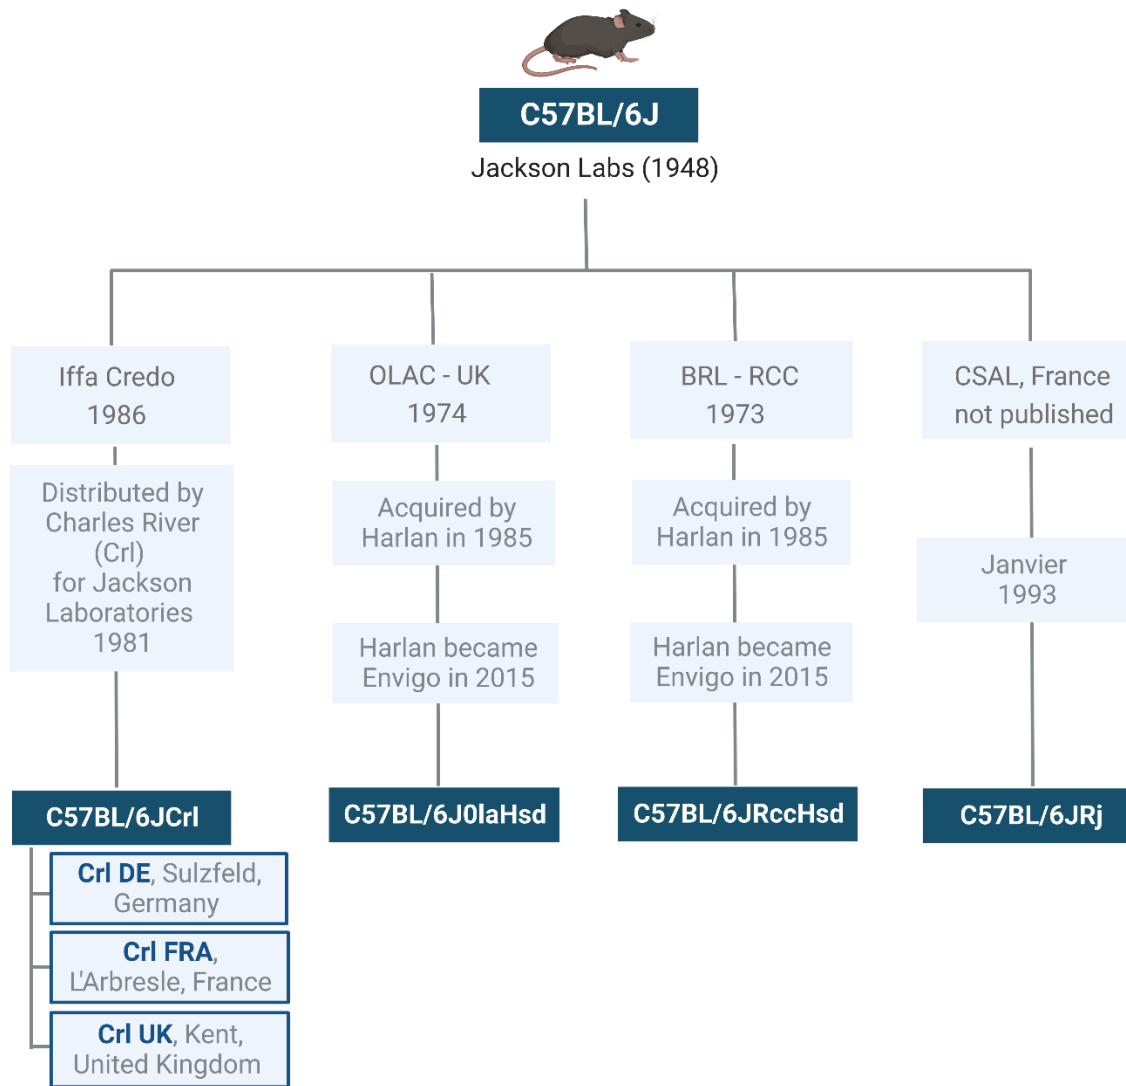 C57BL/6J
Jackson Labs (1948)
Iffa Credo
1986
Distributed by
Charles River
(Crl)
for Jackson
Laboratories
1981
C57BL/6JCrl
Crl DE, Sulzfeld,
Germany
Crl FRA,
L'Arbresle, France
Crl UK, Kent,
United Kingdom
OLAC - UK
1974
Acquired by
Harlan in 1985
Harlan became
Envigo in 2015
C57BL/6J0laHsd
BRL - RCC
1973
Acquired by
Harlan in 1985
Harlan became
Envigo in 2015
C57BL/6JRccHsd
CSAL, France
not published
Janvier
1993
C57BL/6JRj